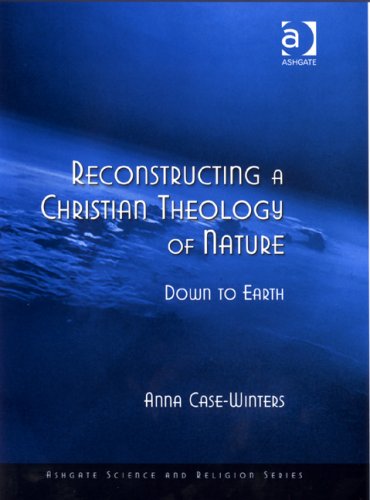 a
ASHGATE
RECONSTRUCTING A
CHRISTIAN THEOLOGY
OF NATURE
DOWN TO EARTH
ANNA CASE-WINTERS
ASHGATE SCIENCE AND RELIGION SERIES